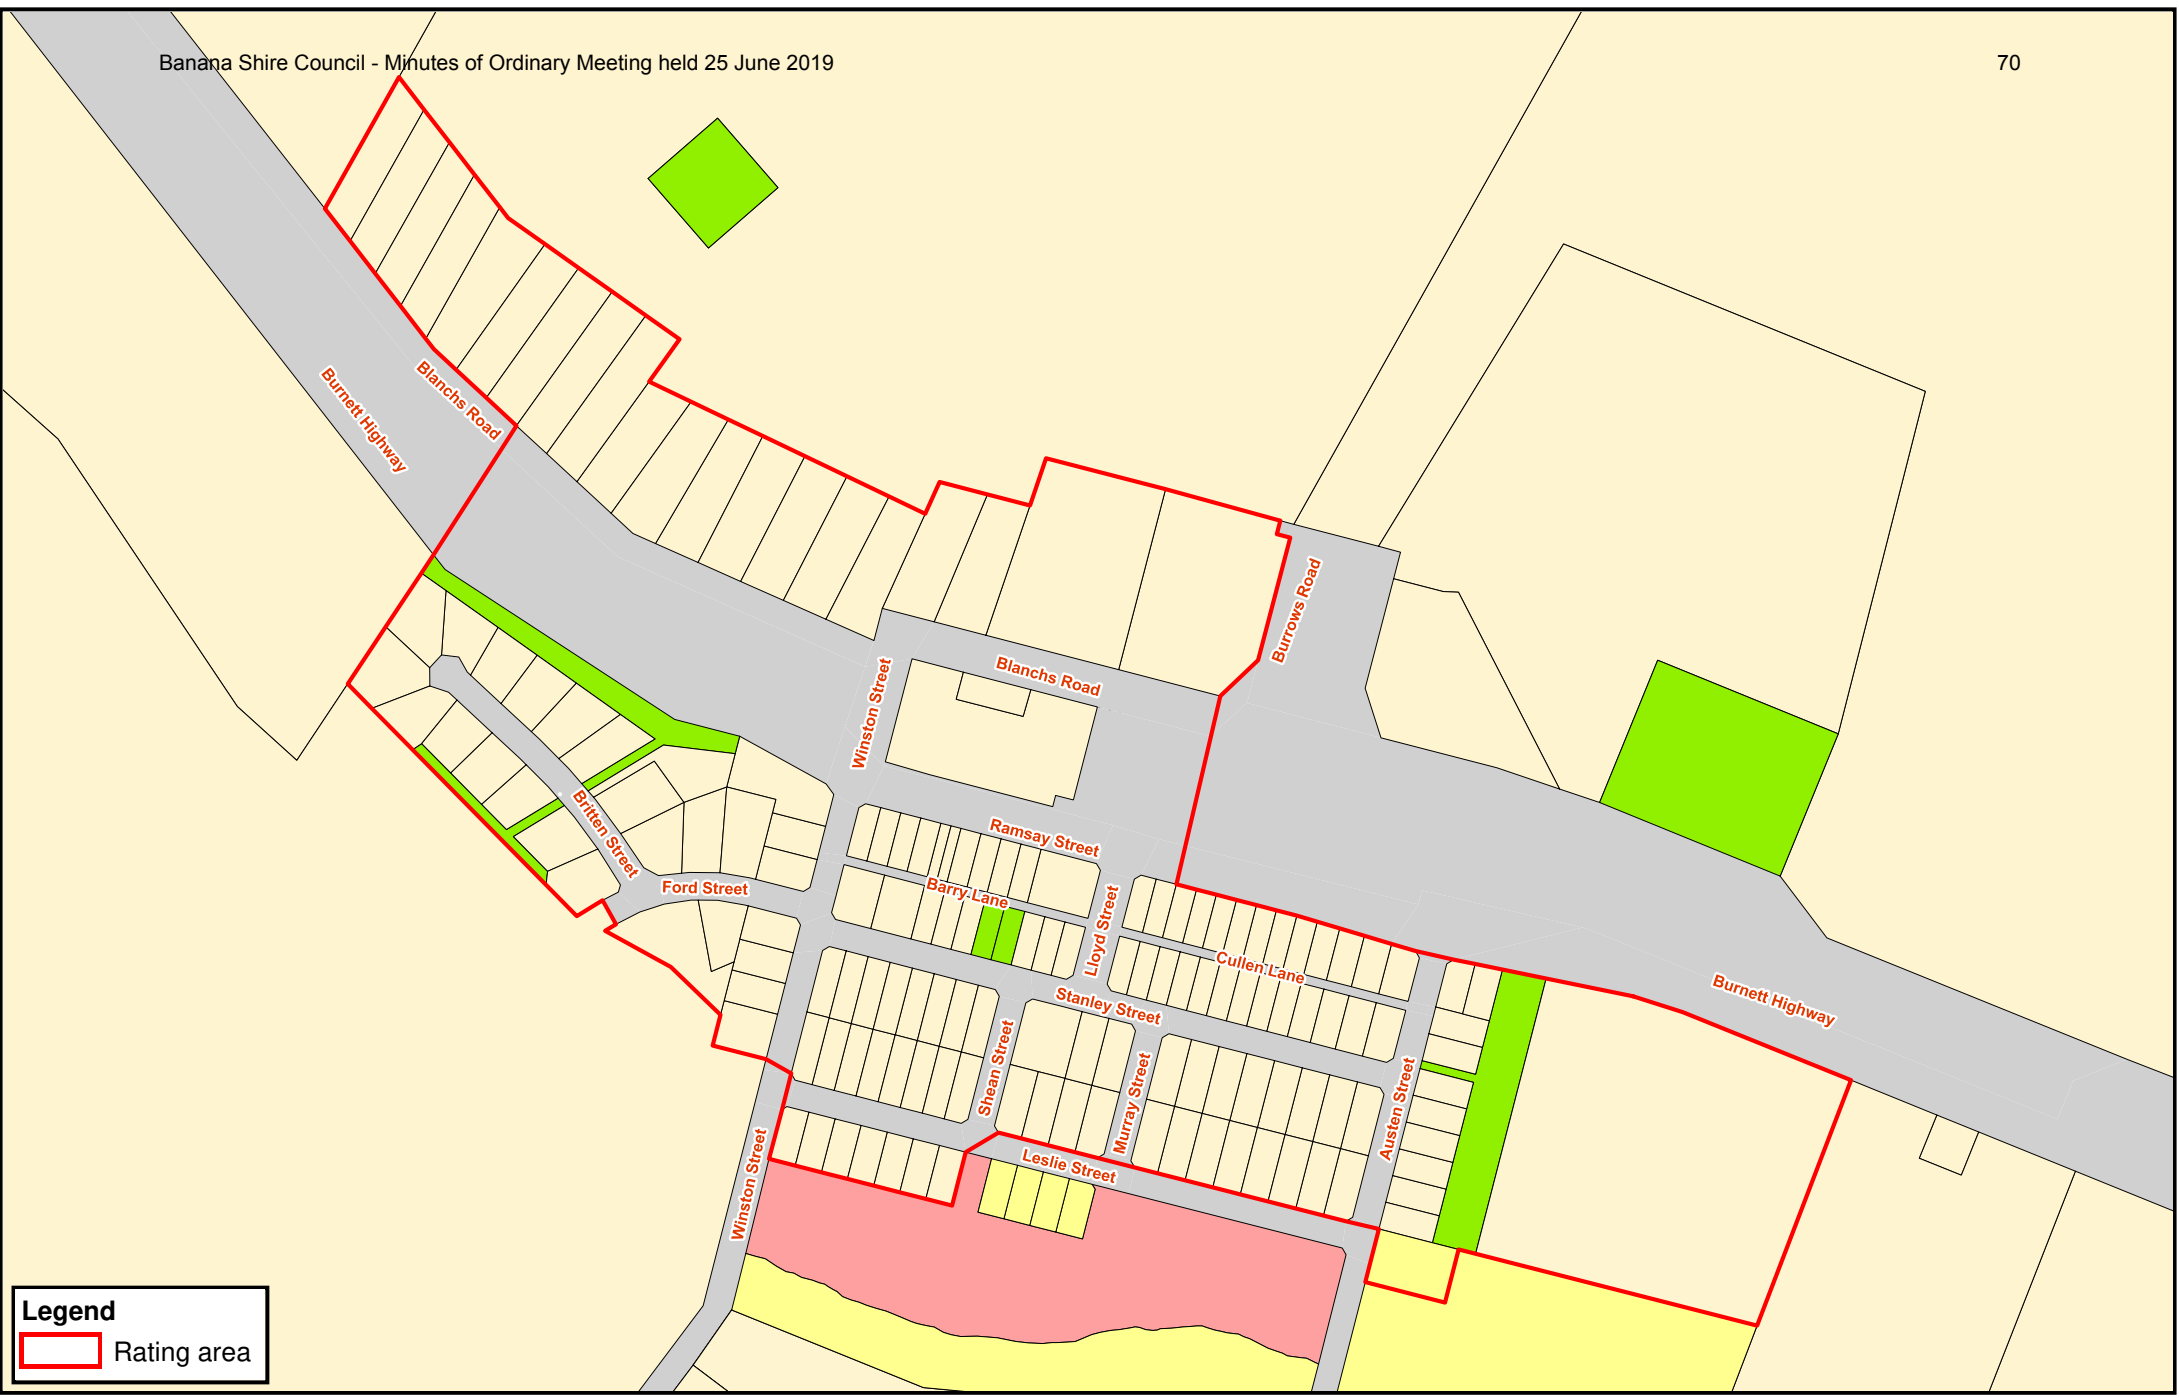 Banana Shire Council - Minutes of Ordinary Meeting held 25 June 2019
70
Burnett Highway
Blanchs Road
Burrows Road
Blanchs Road
Winston Street
Britten Street
Ramsay Street
Ford Street
Barry Lane
Lloyd Street
Cullen Lane
Stanley Street
Burnett Highway
Shean Street
Murray Street
Austen Street
Leslie Street
Winston Street
Legend
Rating area